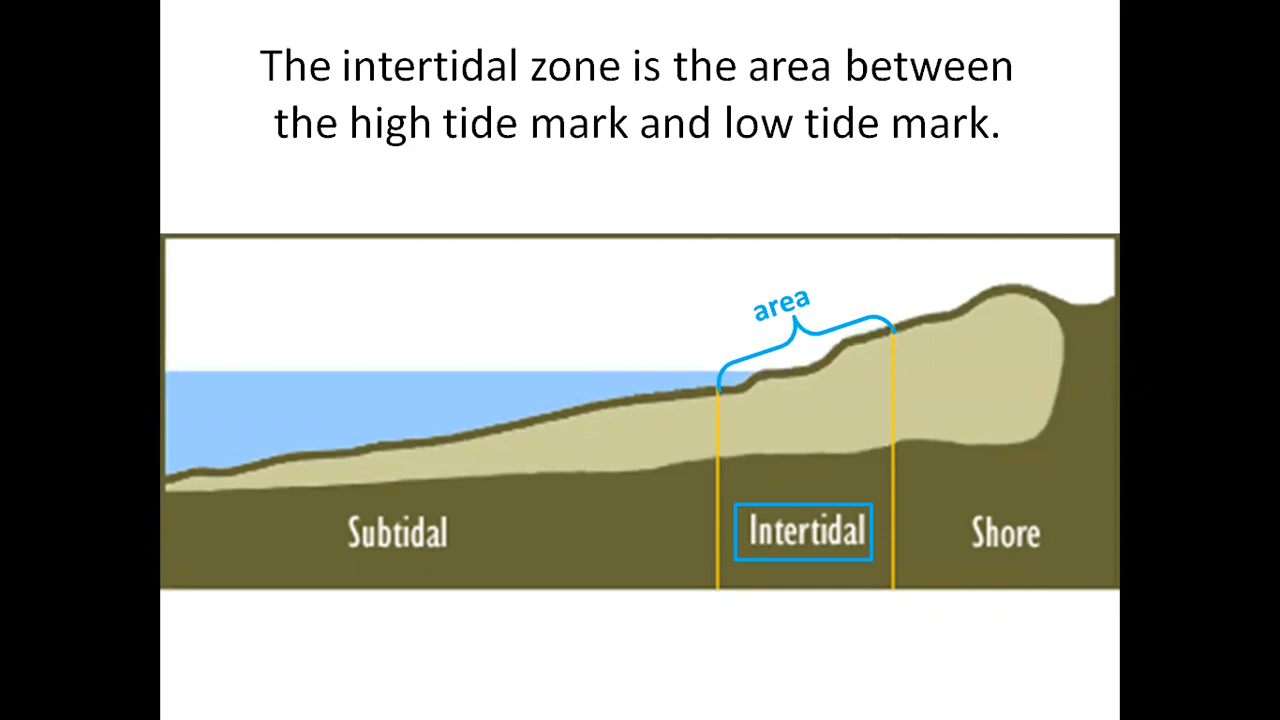 The intertidal zone is the area between
the high tide mark and low tide mark.
area
Subtidal
Intertidal
Shore